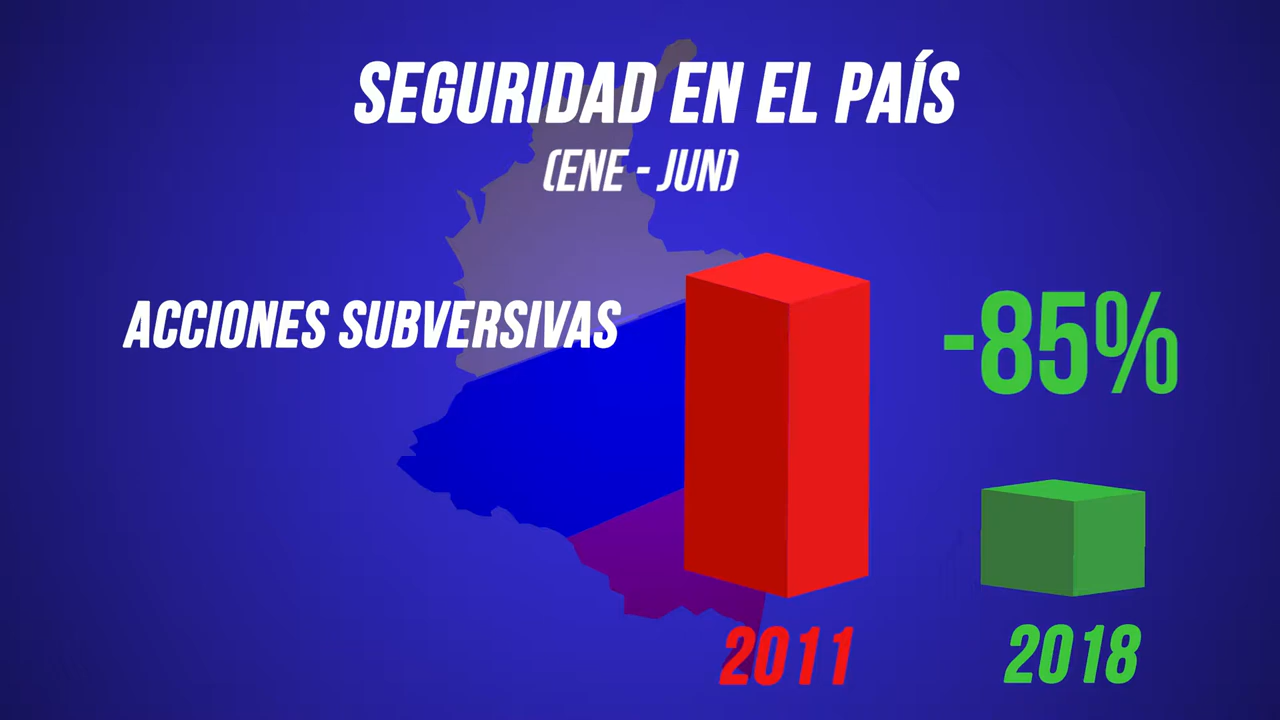 SEGURIDAD EN EL PAÍS
(ENE - JUN)
ACCIONES SUBVERSIVAS
-85%
2011
2018